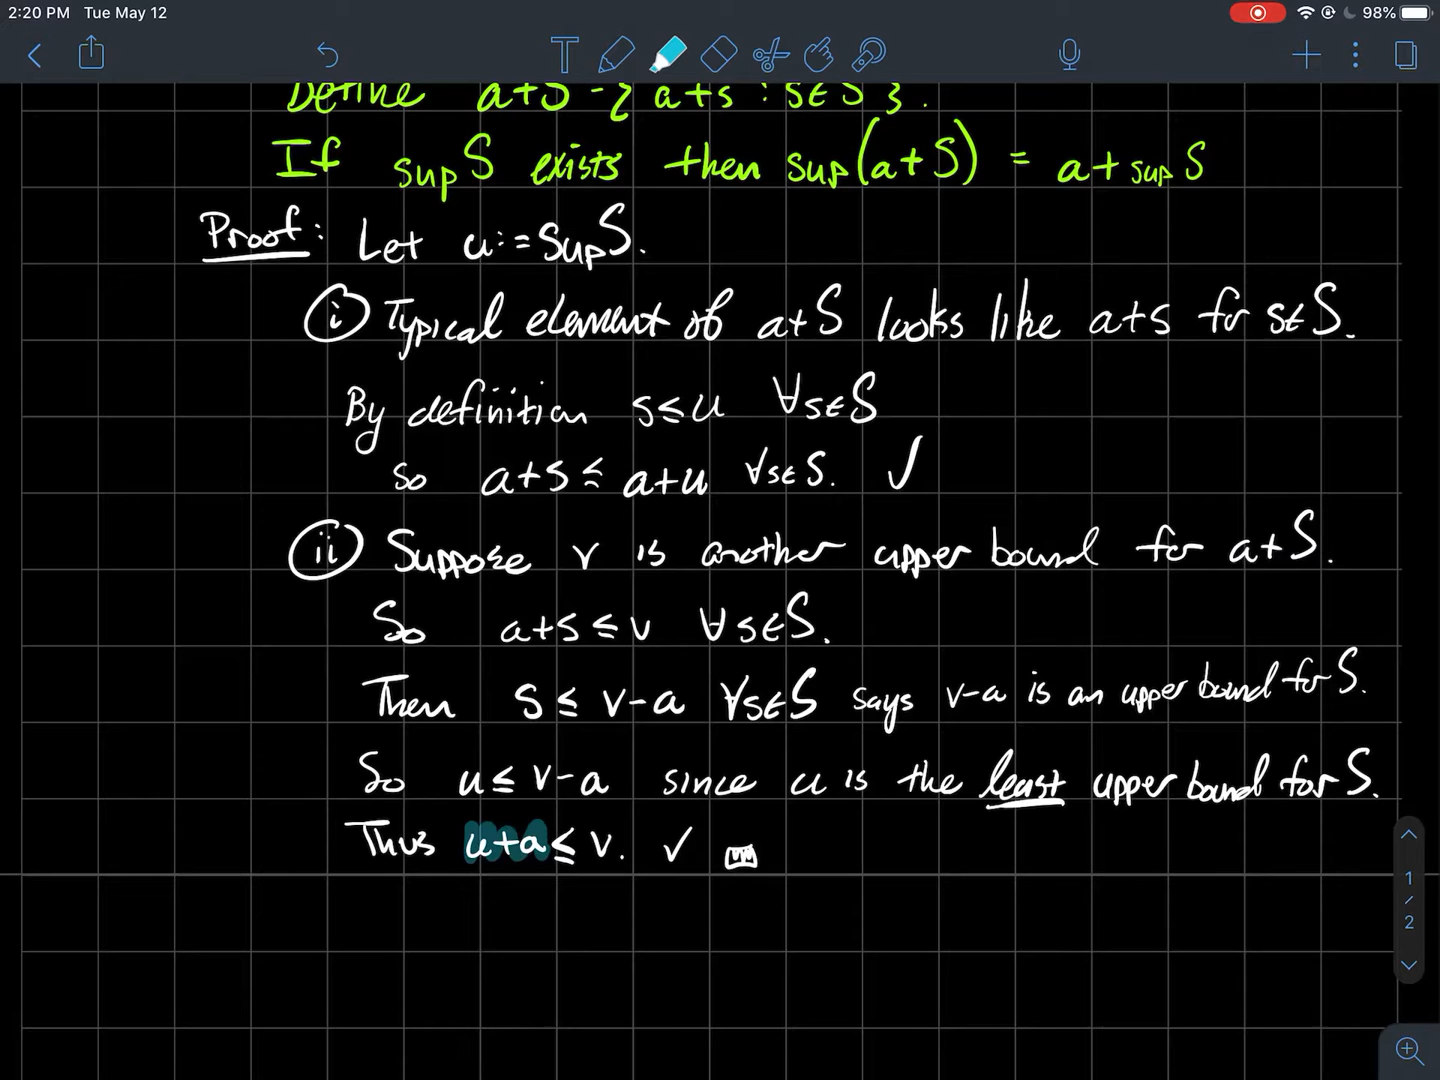 2:20 PM Tue May 12
98%
Define a+S = { a+s : s∈S }.
If sup S exists then sup(a+S) = a+sup S
Proof: Let u:=Sup S.
(i) Typical element of a+S looks like a+s for s∈S.
By definition s≤u ∀s∈S
So a+s ≤ a+u ∀s∈S. ✓
(ii) Suppose v is another upper bound for a+S.
So a+s ≤ v ∀s∈S.
Then s ≤ v-a ∀s∈S says v-a is an upper bound for S.
So u ≤ v-a since u is the least upper bound for S.
Thus u+a ≤ v. ✓
1
/
2